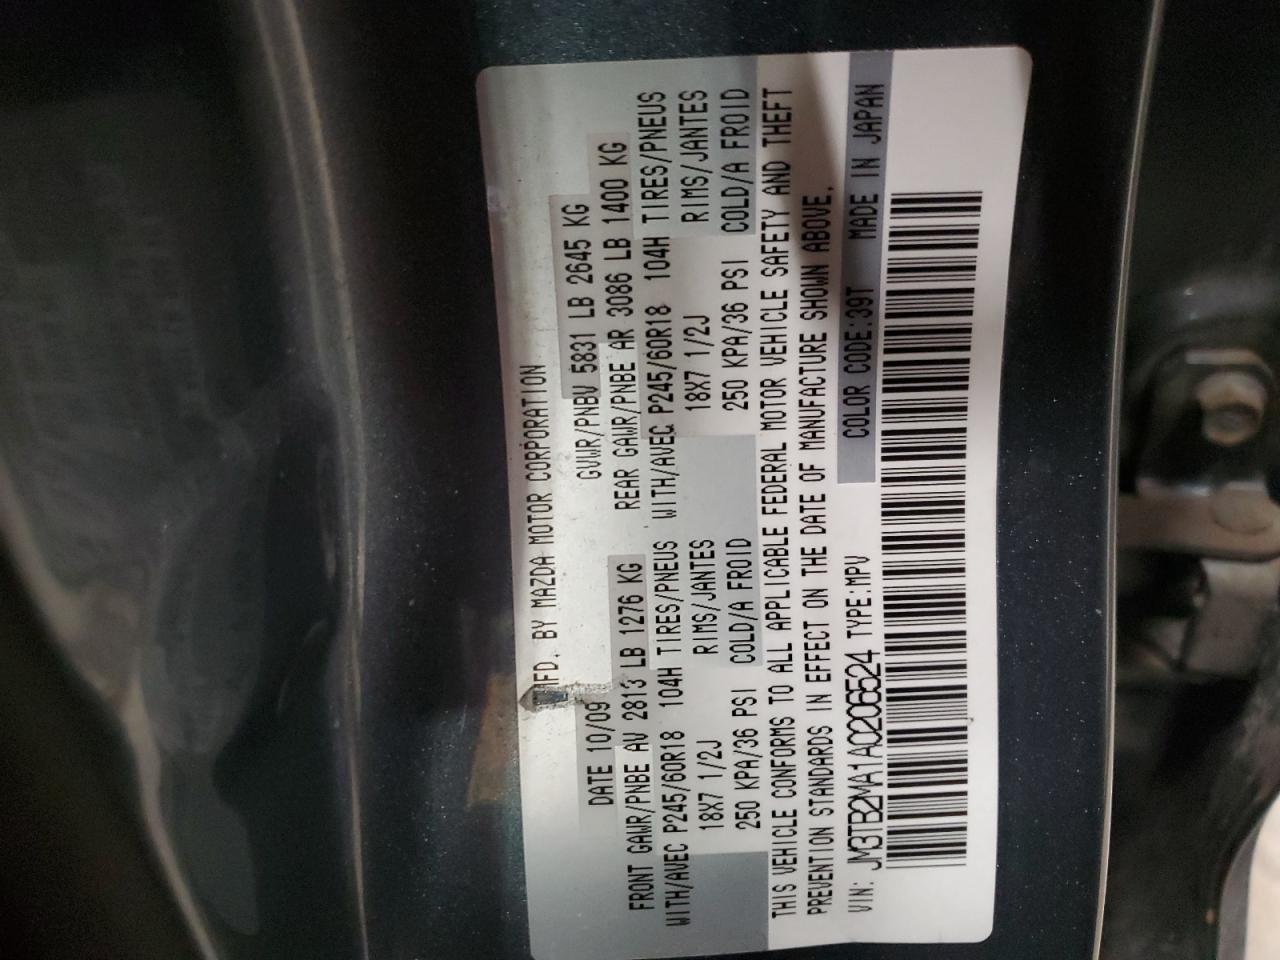 MFD. BY MAZDA MOTOR CORPORATION
DATE 10/09 GVWR/PNBV 5831 LB 2645 KG
FRONT GAWR/PNBE AV 2813 LB 1276 KG REAR GAWR/PNBE AR 3086 LB 1400 KG
WITH/AVEC P245/60R18 104H TIRES/PNEUS WITH/AVEC P245/60R18 104H TIRES/PNEUS
18X7 1/2J RIMS/JANTES 18X7 1/2J RIMS/JANTES
250 KPA/36 PSI COLD/A FROID 250 KPA/36 PSI COLD/A FROID
THIS VEHICLE CONFORMS TO ALL APPLICABLE FEDERAL MOTOR VEHICLE SAFETY AND THEFT
PREVENTION STANDARDS IN EFFECT ON THE DATE OF MANUFACTURE SHOWN ABOVE.
VIN: JM3TB2MA1A0206524 TYPE:MPV COLOR CODE:39T MADE IN JAPAN